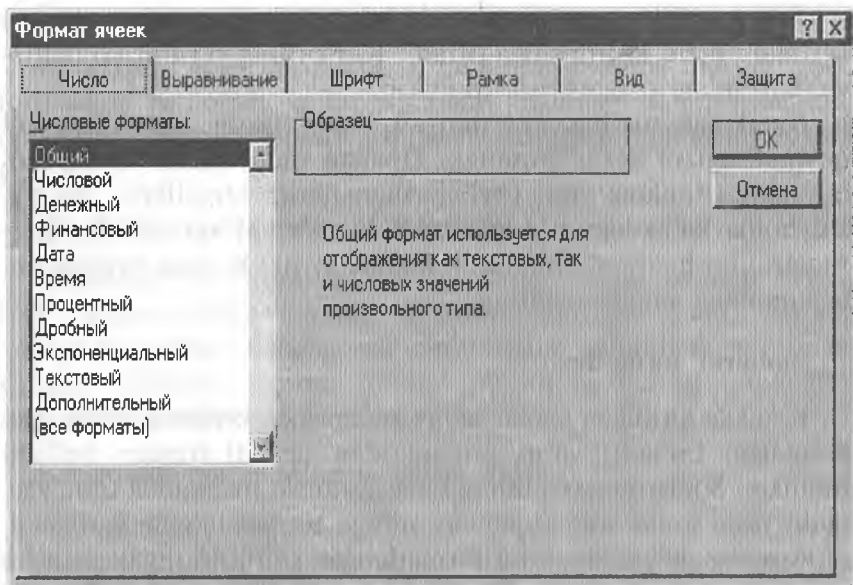 Формат ячеек
Число Выравнивание Шрифт Рамка Вид Защита
Числовые форматы:
Общий
Числовой
Денежный
Финансовый
Дата
Время
Процентный
Дробный
Экспоненциальный
Текстовый
Дополнительный
(все форматы)
Образец
Общий формат используется для
отображения как текстовых, так
и числовых значений
произвольного типа.
OK
Отмена